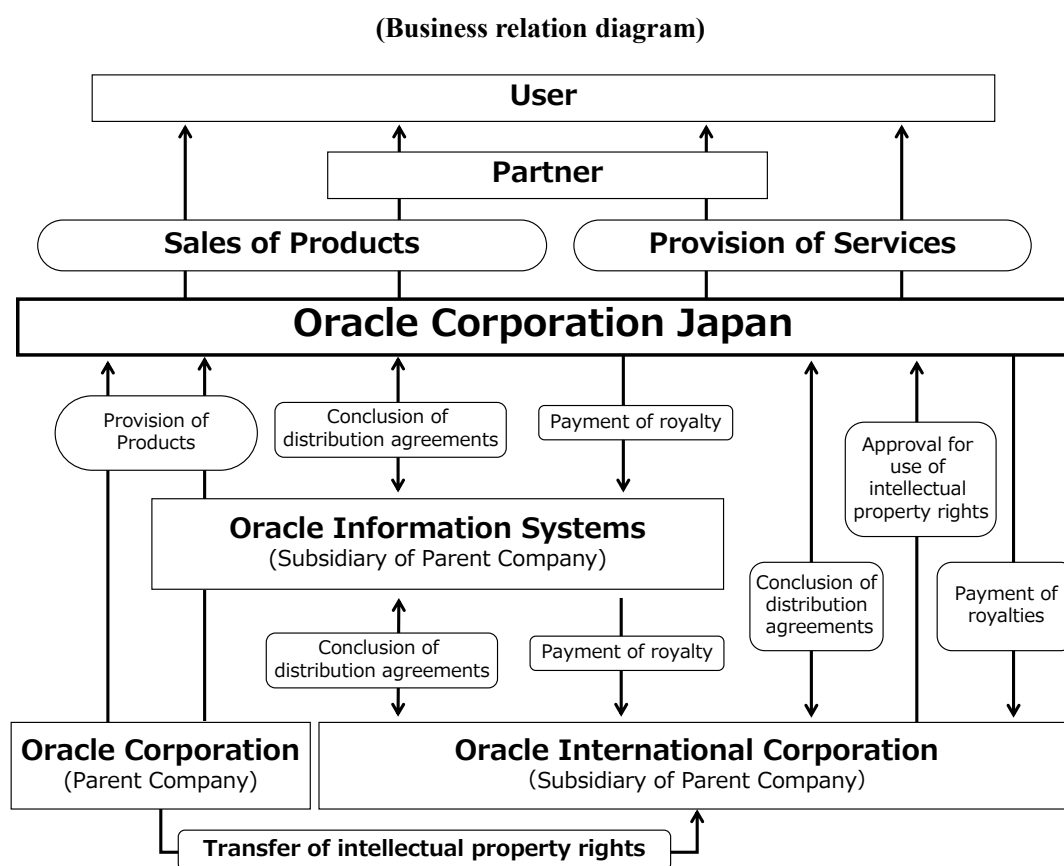 (Business relation diagram)
User
Partner
Sales of Products
Provision of Services
Oracle Corporation Japan
Provision of
Products
Conclusion of
distribution agreements
Payment of royalty
Approval for
use of
intellectual
property rights
Oracle Information Systems
(Subsidiary of Parent Company)
Conclusion of
distribution
agreements
Payment of
royalties
Conclusion of
distribution agreements
Payment of royalty
Oracle Corporation
(Parent Company)
Oracle International Corporation
(Subsidiary of Parent Company)
Transfer of intellectual property rights